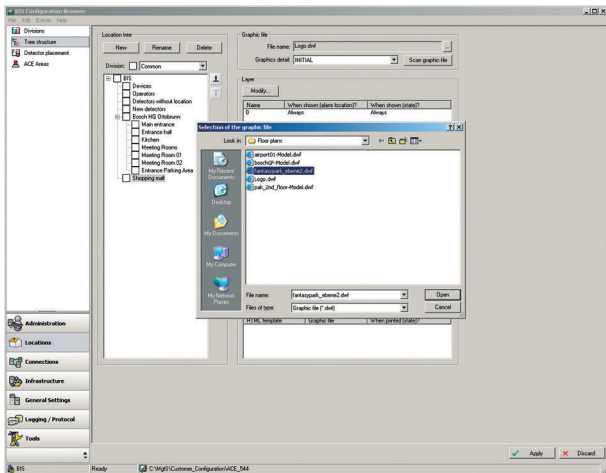 BIS Configuration Browser
File Edit Extras Help
Divisions
Tree structure
Detector placement
ACE Areas
Location tree
New Rename Delete
Division: Common
BIS
Devices
Operators
Detectors without location
New detectors
Bosch HQ Ottobrunn
Main entrance
Entrance hall
Kitchen
Meeting Rooms
Meeting Room 01
Meeting Room 02
Entrance Parking Area
Shopping mall
Graphic file
File name: Logo.dwf ...
Graphics detail: INITIAL Scan graphic file
Layer
Modify...
Name When shown (alarm location)? When shown (state)?
0 Always Always
Selection of the graphic file
Look in: Floor plans
My Recent Documents
Desktop
My Documents
My Computer
My Network Places
airport01-Model.dwf
boschGF-Model.dwf
fantasypark_ebene2.dwf
Logo.dwf
pak_2nd_floor-Model.dwf
File name: fantasypark_ebene2.dwf Open
Files of type: Graphic file (*.dwf) Cancel
HTML template Graphic file When printed (state)?
Administration
Locations
Connections
Infrastructure
General Settings
Logging / Protocol
Tools
Apply Discard
BIS Ready C:\MgtS\Customer_Configuration\ACE_544